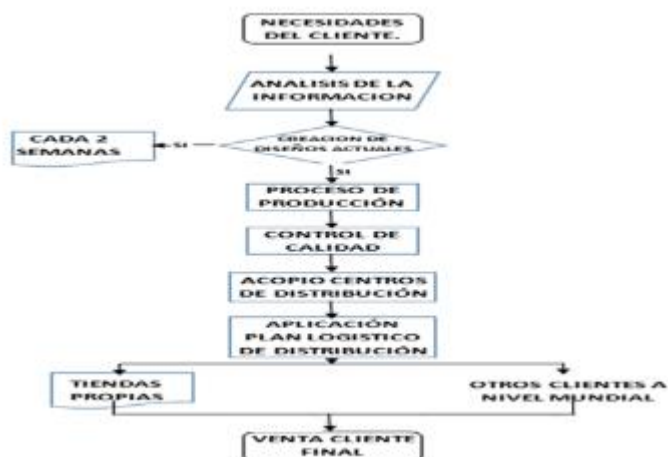 NECESIDADES
DEL CLIENTE.
ANALISIS DE LA
INFORMACION
CREACION DE
DISEÑOS ACTUALES
SI
CADA 2
SEMANAS
SI
PROCESO DE
PRODUCCIÓN
CONTROL DE
CALIDAD
ACOPIO CENTROS
DE DISTRIBUCIÓN
APLICACIÓN
PLAN LOGISTICO
DE DISTRIBUCIÓN
TIENDAS
PROPIAS
OTROS CLIENTES A
NIVEL MUNDIAL
VENTA CLIENTE
FINAL